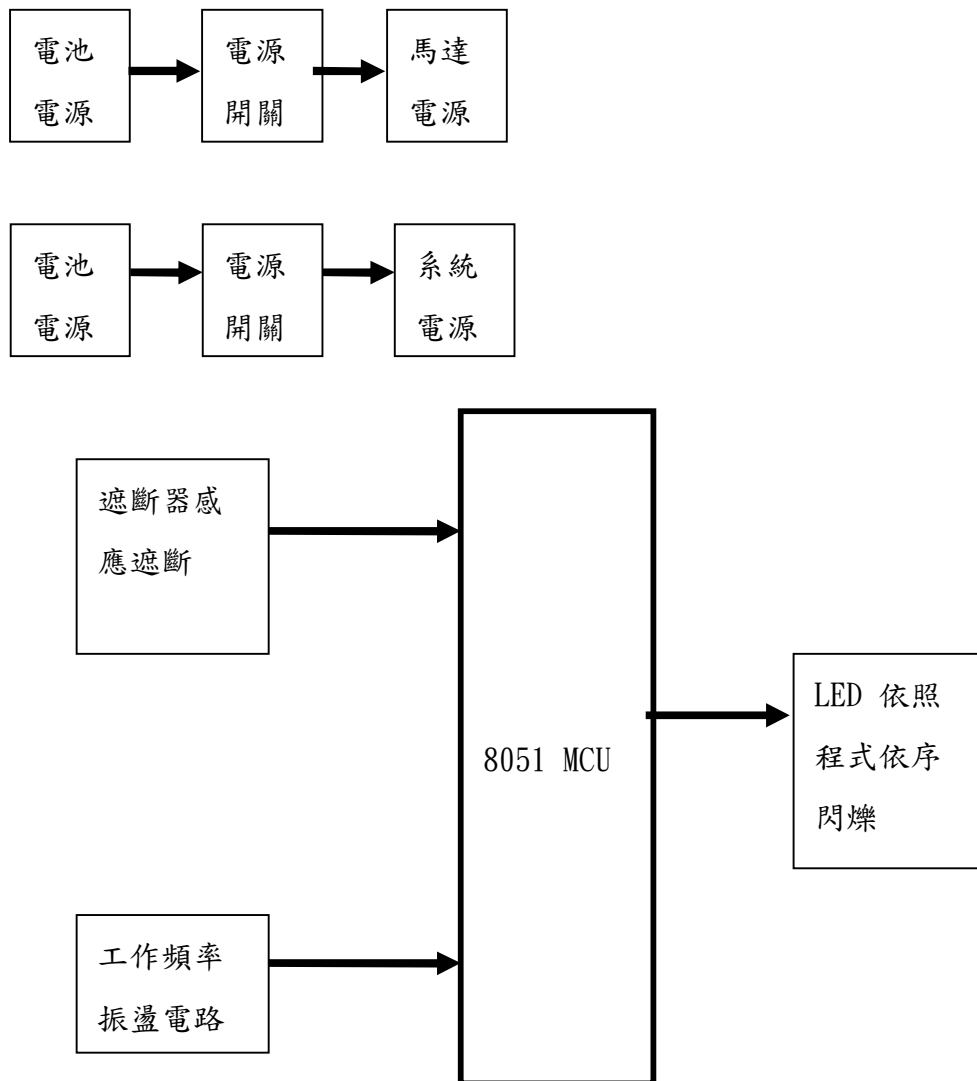 電池
電源
電源
開關
馬達
電源
電池
電源
電源
開關
系統
電源
遮斷器感
應遮斷
8051 MCU
LED 依照
程式依序
閃爍
工作頻率
振盪電路